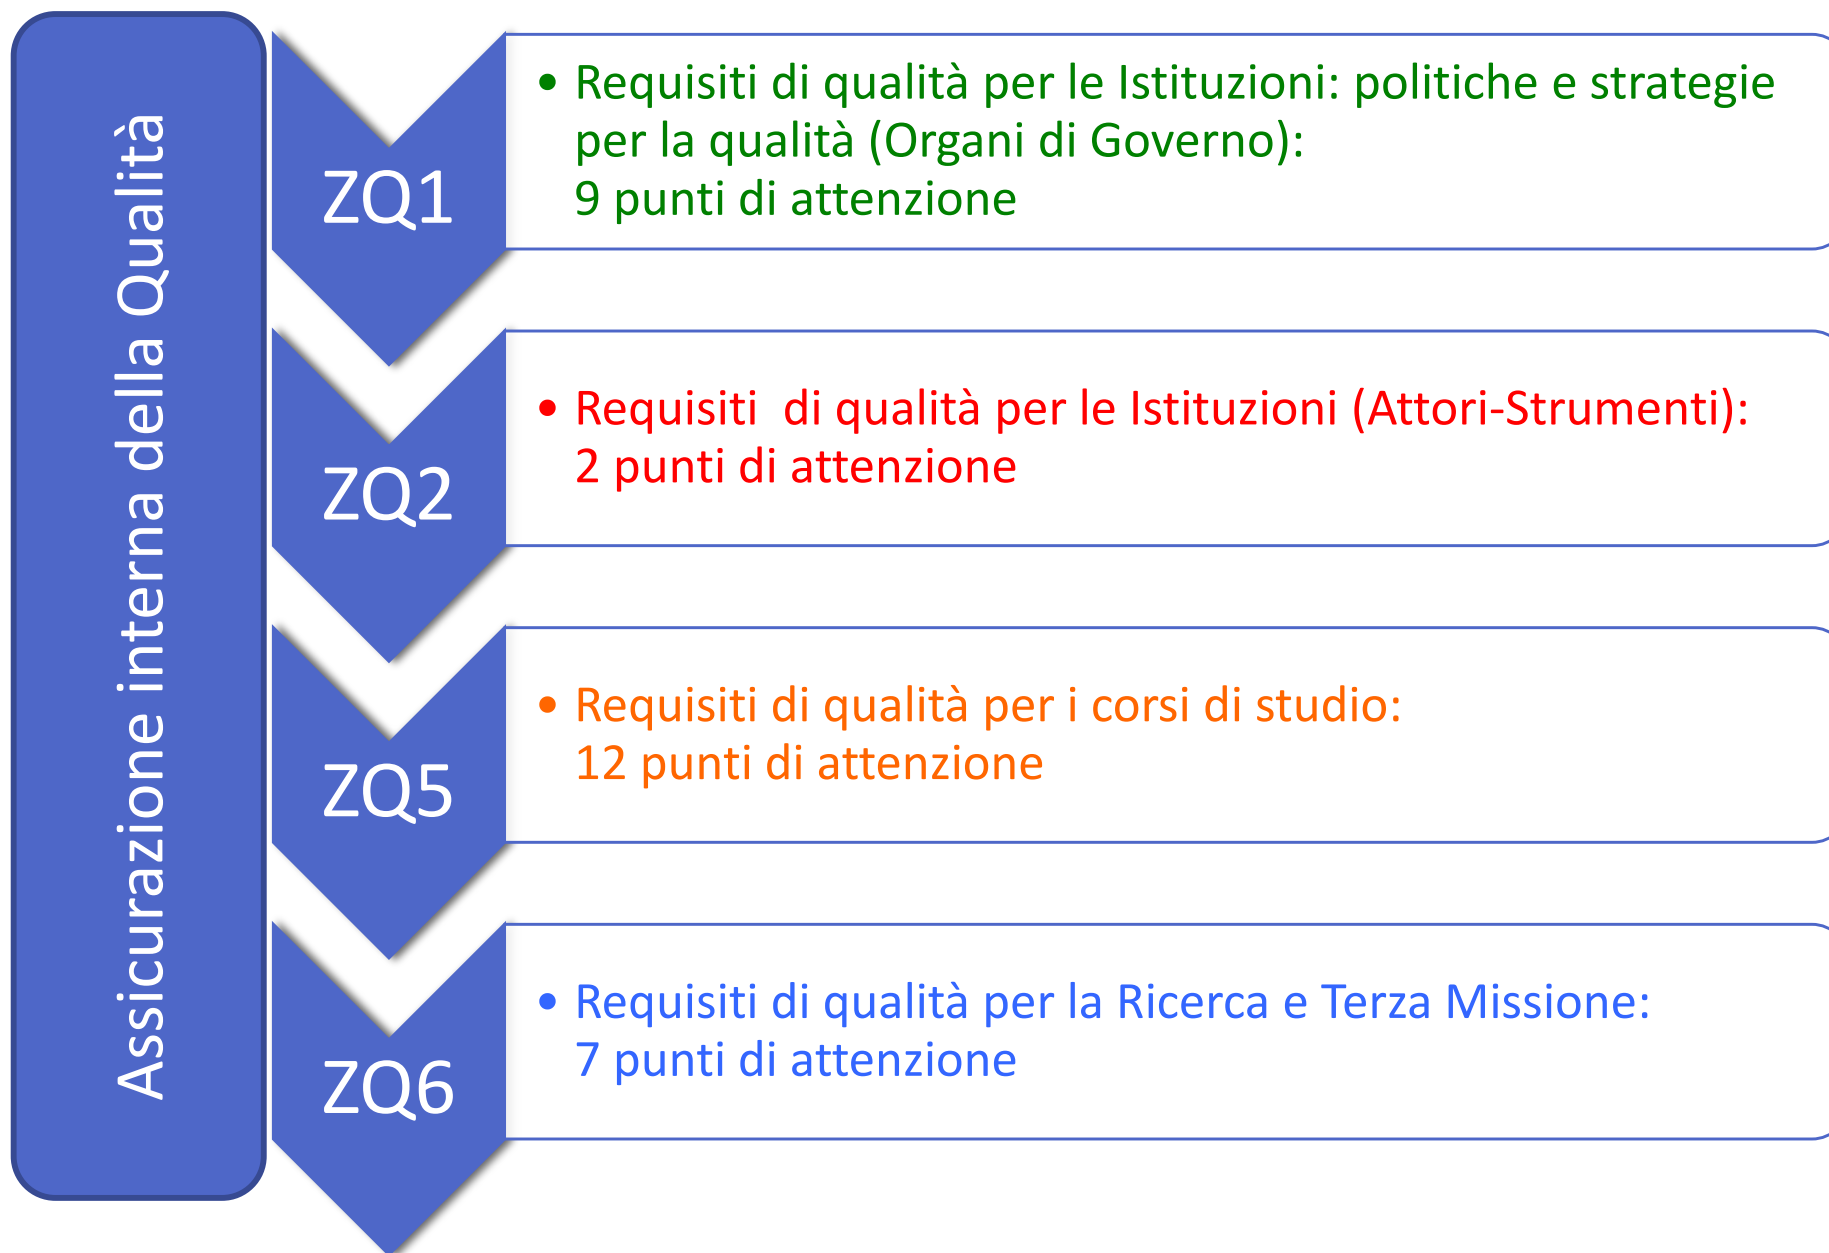 Assicurazione interna della Qualità
ZQ1
• Requisiti di qualità per le Istituzioni: politiche e strategie
per la qualità (Organi di Governo):
9 punti di attenzione
ZQ2
• Requisiti  di qualità per le Istituzioni (Attori-Strumenti):
2 punti di attenzione
ZQ5
• Requisiti di qualità per i corsi di studio:
12 punti di attenzione
ZQ6
• Requisiti di qualità per la Ricerca e Terza Missione:
7 punti di attenzione